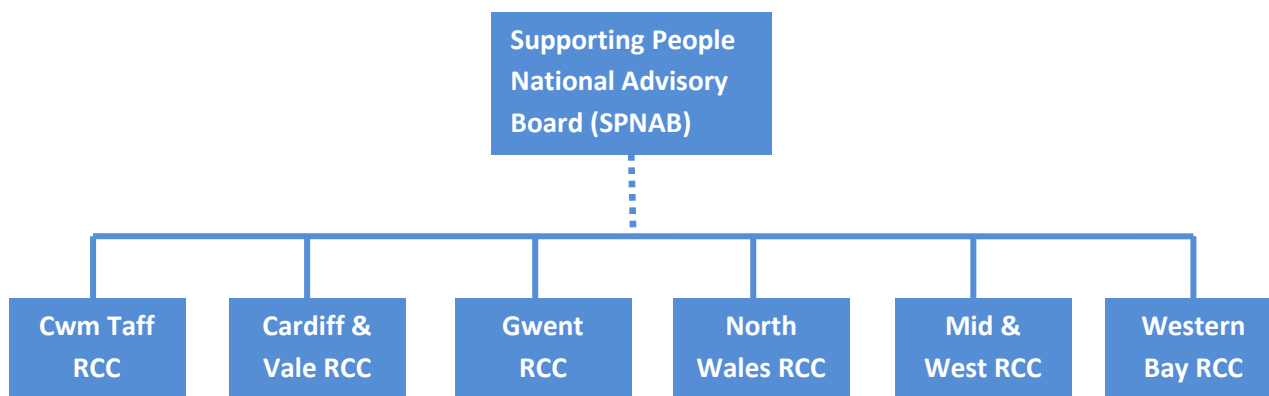 Supporting People
National Advisory
Board (SPNAB)
Cwm Taff
RCC
Cardiff &
Vale RCC
Gwent
RCC
North
Wales RCC
Mid &
West RCC
Western
Bay RCC